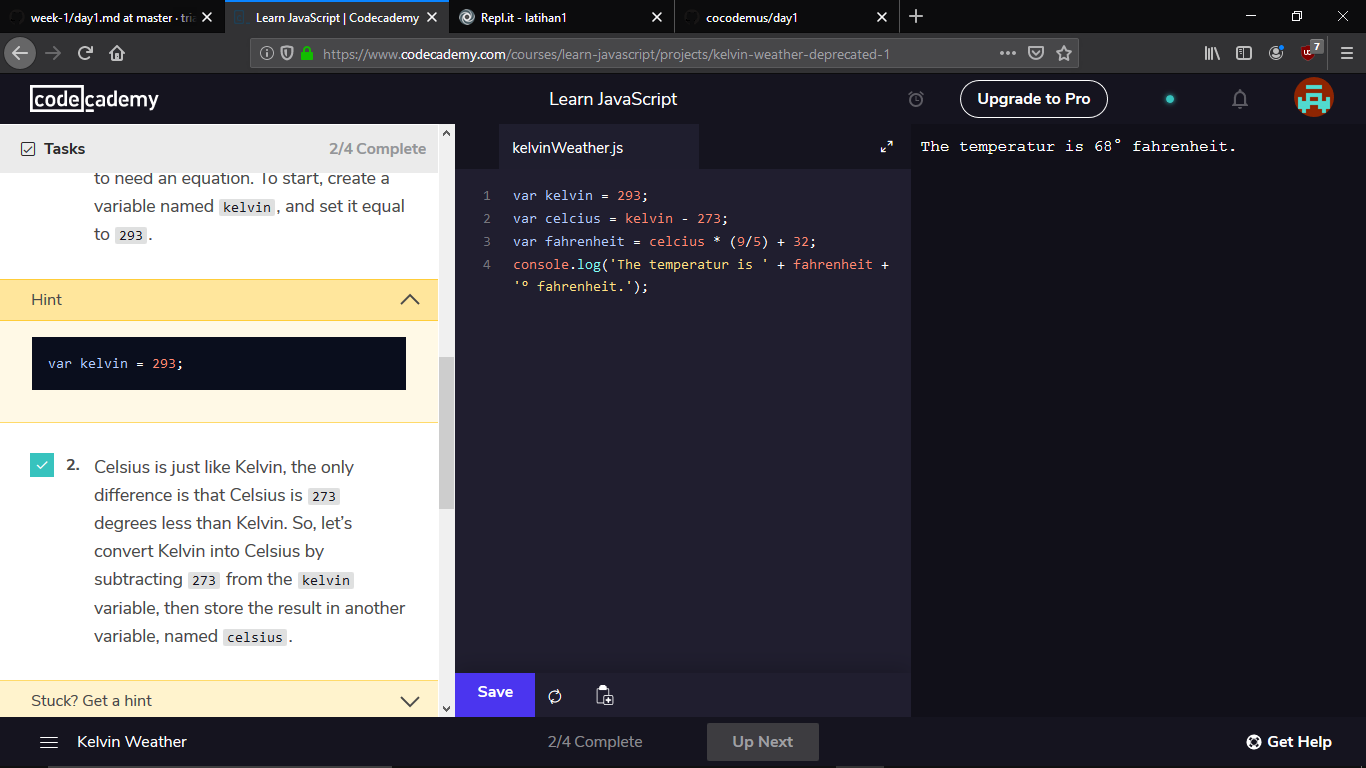 week-1/day1.md at master · tria
Learn JavaScript | Codecademy
Repl.it - latihan1
cocodemus/day1
https://www.codecademy.com/courses/learn-javascript/projects/kelvin-weather-deprecated-1
7
codecademy
Learn JavaScript
Upgrade to Pro
Tasks
2/4 Complete
to need an equation. To start, create a
variable named kelvin, and set it equal
to 293.
Hint
var kelvin = 293;
2. Celsius is just like Kelvin, the only
difference is that Celsius is 273
degrees less than Kelvin. So, let's
convert Kelvin into Celsius by
subtracting 273 from the kelvin
variable, then store the result in another
variable, named celsius.
Stuck? Get a hint
kelvinWeather.js
1 var kelvin = 293;
2 var celcius = kelvin - 273;
3 var fahrenheit = celcius * (9/5) + 32;
4 console.log('The temperatur is ' + fahrenheit +
'° fahrenheit.');
Save
The temperatur is 68° fahrenheit.
Kelvin Weather
2/4 Complete
Up Next
Get Help